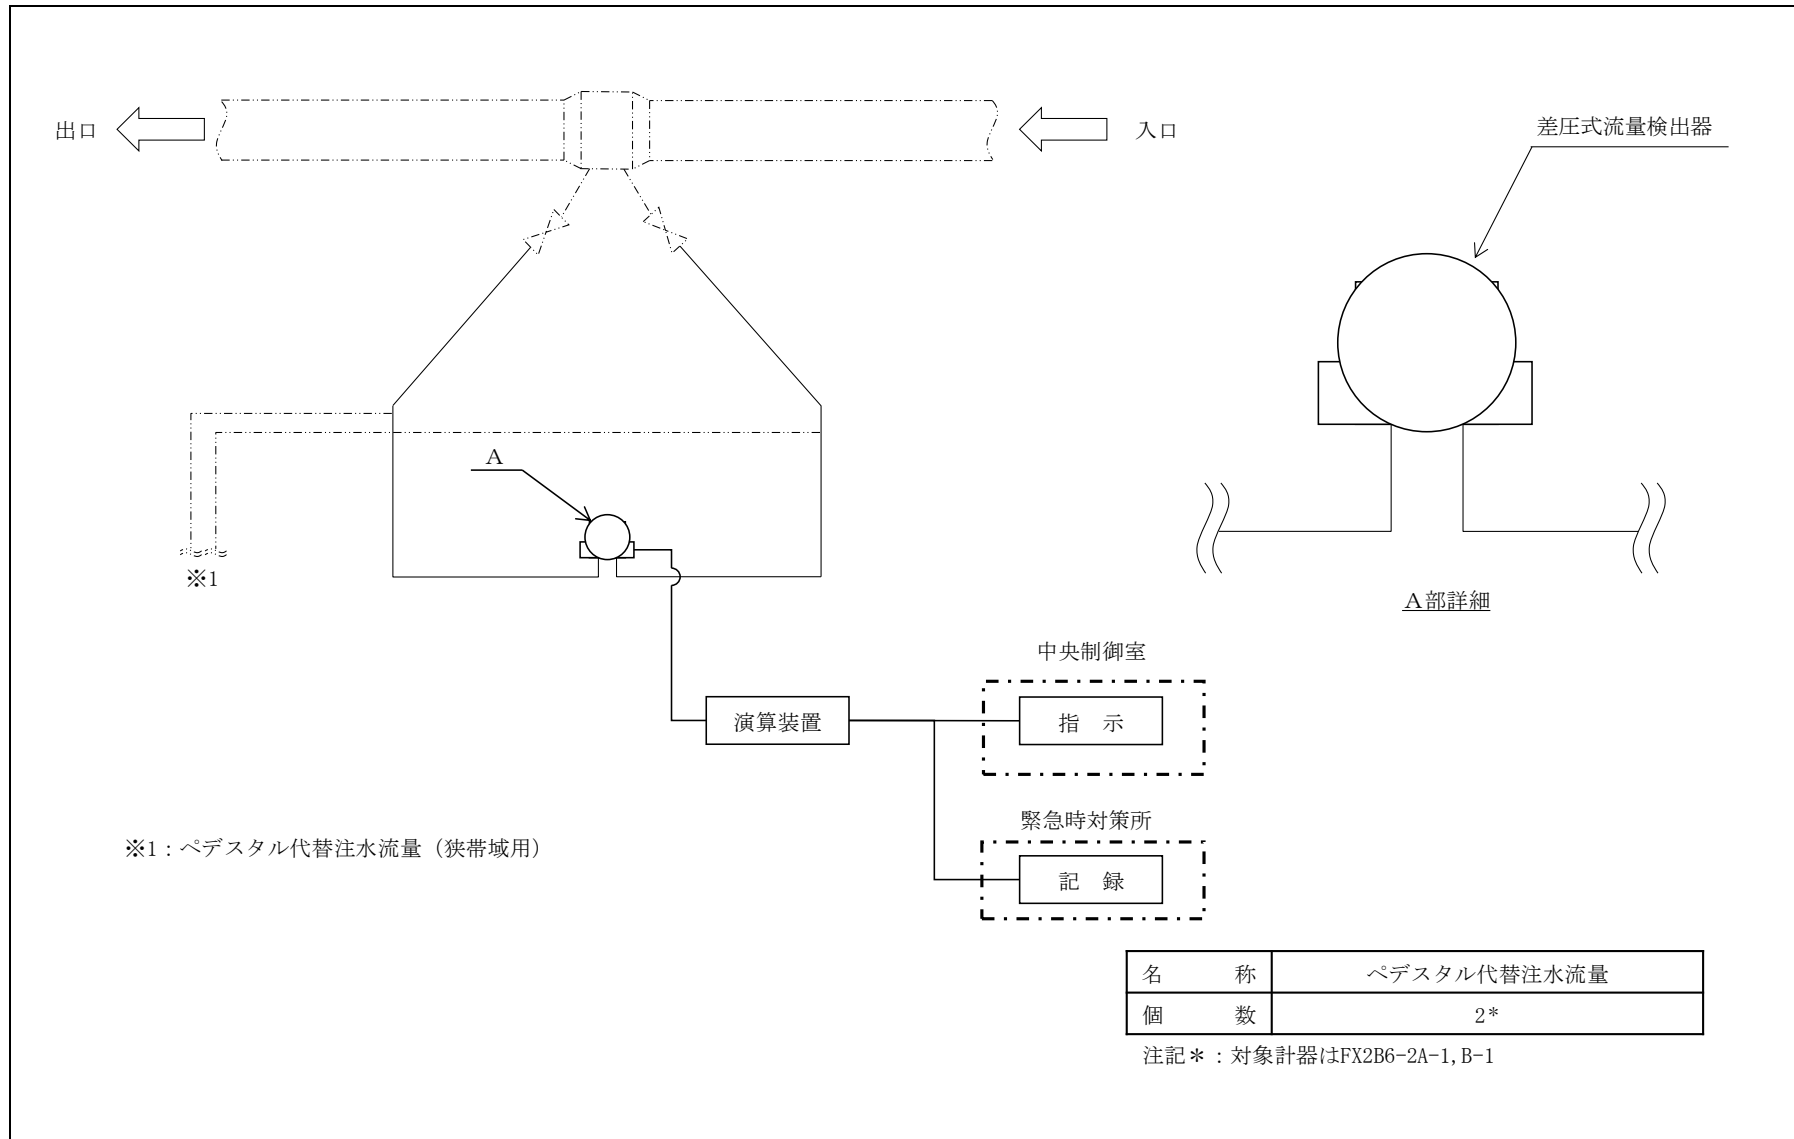 出口
入口
差圧式流量検出器
A
※1
A部詳細
中央制御室
演算装置
指　示
緊急時対策所
※1：ペデスタル代替注水流量（狭帯域用）
記　録
名　称　ペデスタル代替注水流量
個　数　2*
注記＊：対象計器はFX2B6-2A-1, B-1